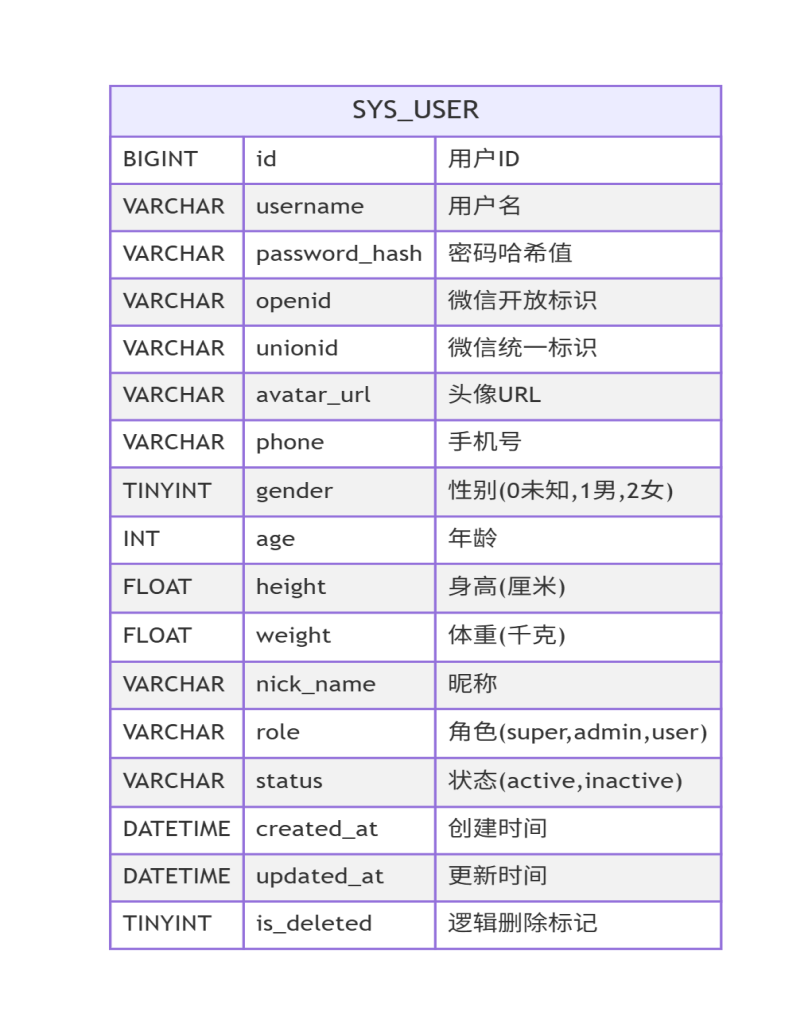 SYS_USER
BIGINT id 用户ID
VARCHAR username 用户名
VARCHAR password_hash 密码哈希值
VARCHAR openid 微信开放标识
VARCHAR unionid 微信统一标识
VARCHAR avatar_url 头像URL
VARCHAR phone 手机号
TINYINT gender 性别(0未知,1男,2女)
INT age 年龄
FLOAT height 身高(厘米)
FLOAT weight 体重(千克)
VARCHAR nick_name 昵称
VARCHAR role 角色(super,admin,user)
VARCHAR status 状态(active,inactive)
DATETIME created_at 创建时间
DATETIME updated_at 更新时间
TINYINT is_deleted 逻辑删除标记